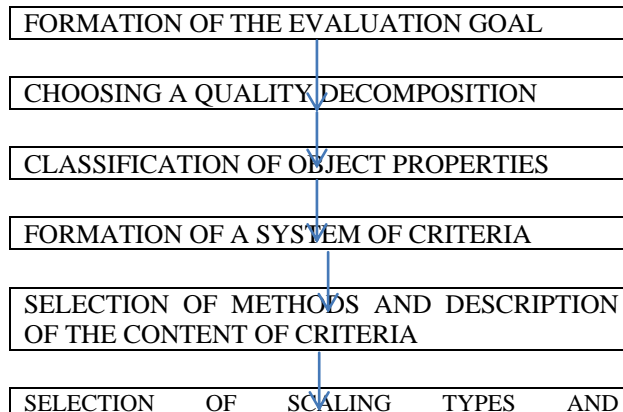 FORMATION OF THE EVALUATION GOAL
CHOOSING A QUALITY DECOMPOSITION
CLASSIFICATION OF OBJECT PROPERTIES
FORMATION OF A SYSTEM OF CRITERIA
SELECTION OF METHODS AND DESCRIPTION
OF THE CONTENT OF CRITERIA
SELECTION OF SCALING TYPES AND